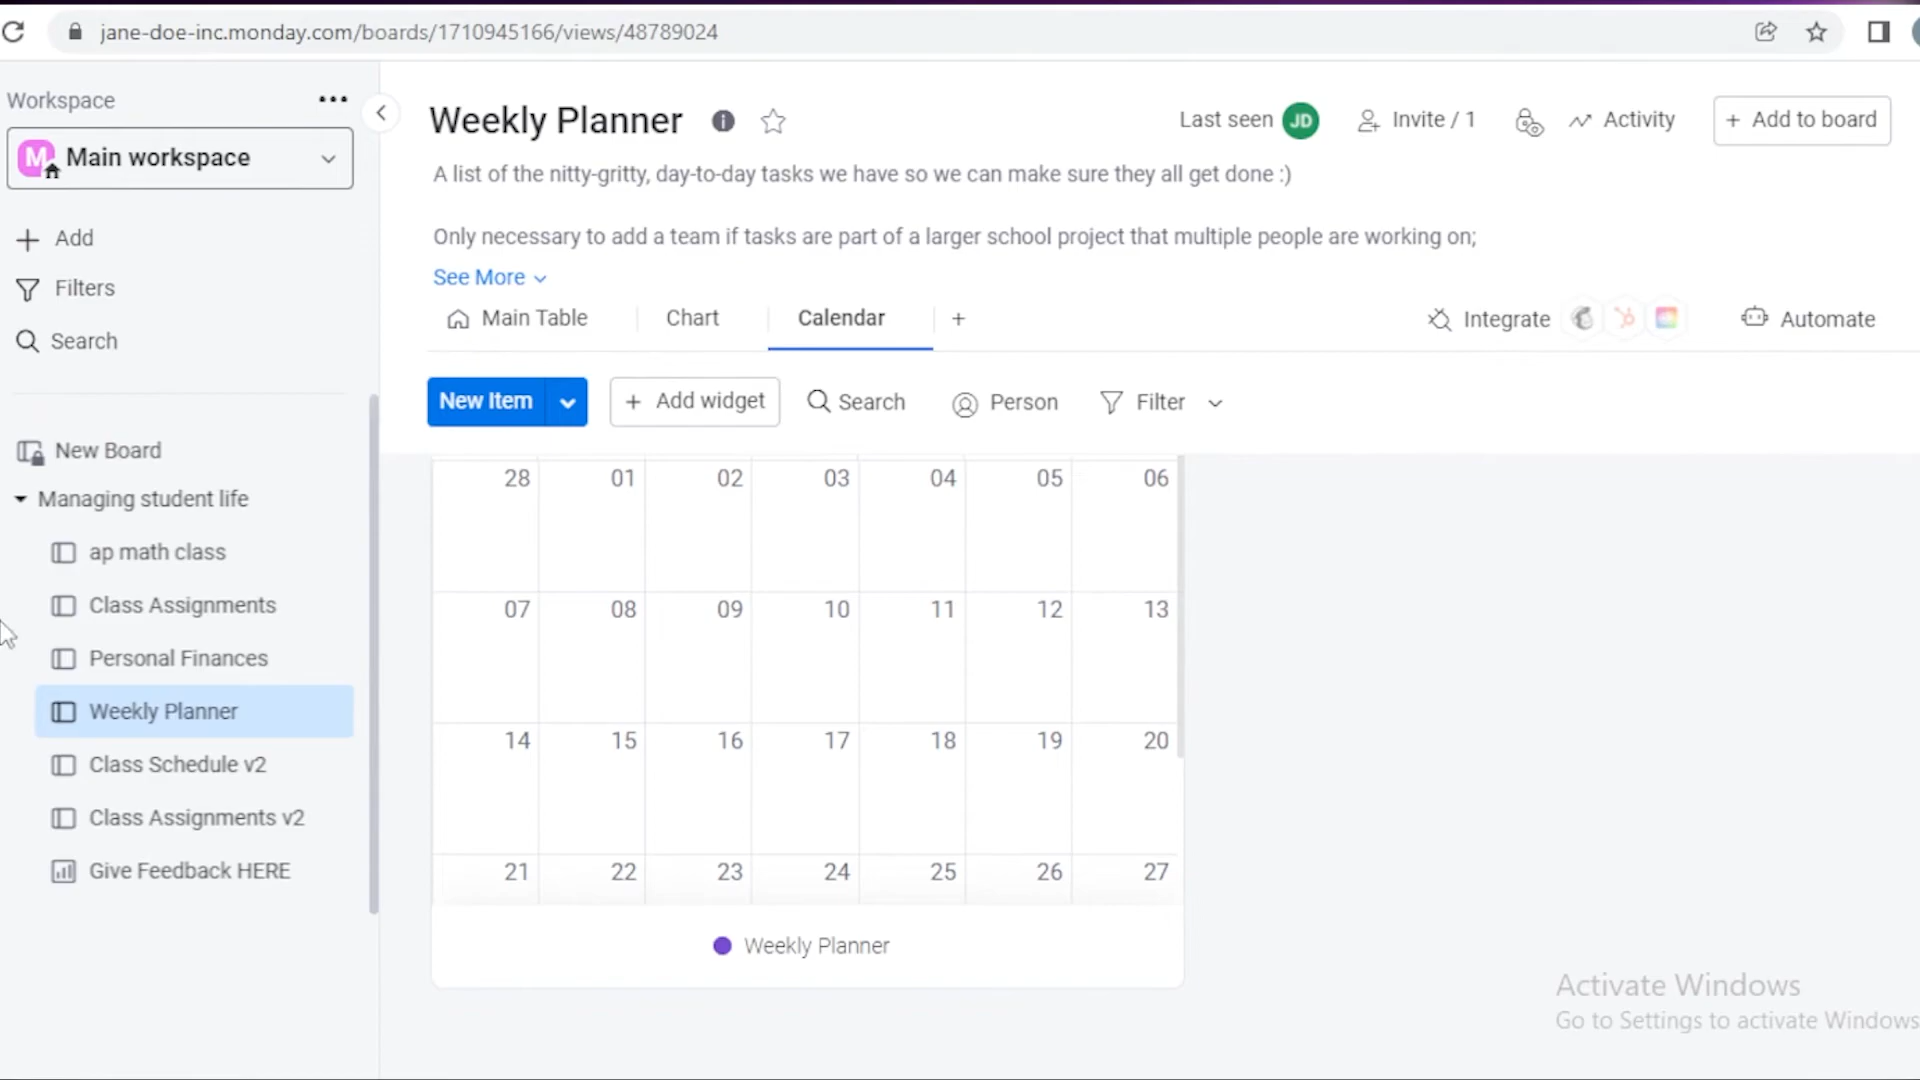 jane-doe-inc.monday.com/boards/1710945166/views/48789024
Workspace
M Main workspace
Add
Filters
Search
New Board
Managing student life
ap math class
Class Assignments
Personal Finances
Weekly Planner
Class Schedule v2
Class Assignments v2
Give Feedback HERE
Weekly Planner
Last seen JD Invite / 1 Activity + Add to board
A list of the nitty-gritty, day-to-day tasks we have so we can make sure they all get done :)
Only necessary to add a team if tasks are part of a larger school project that multiple people are working on;
See More
Main Table Chart Calendar +
Integrate Automate
New Item + Add widget Search Person Filter
28 01 02 03 04 05 06
07 08 09 10 11 12 13
14 15 16 17 18 19 20
21 22 23 24 25 26 27
Weekly Planner
Activate Windows
Go to Settings to activate Windows